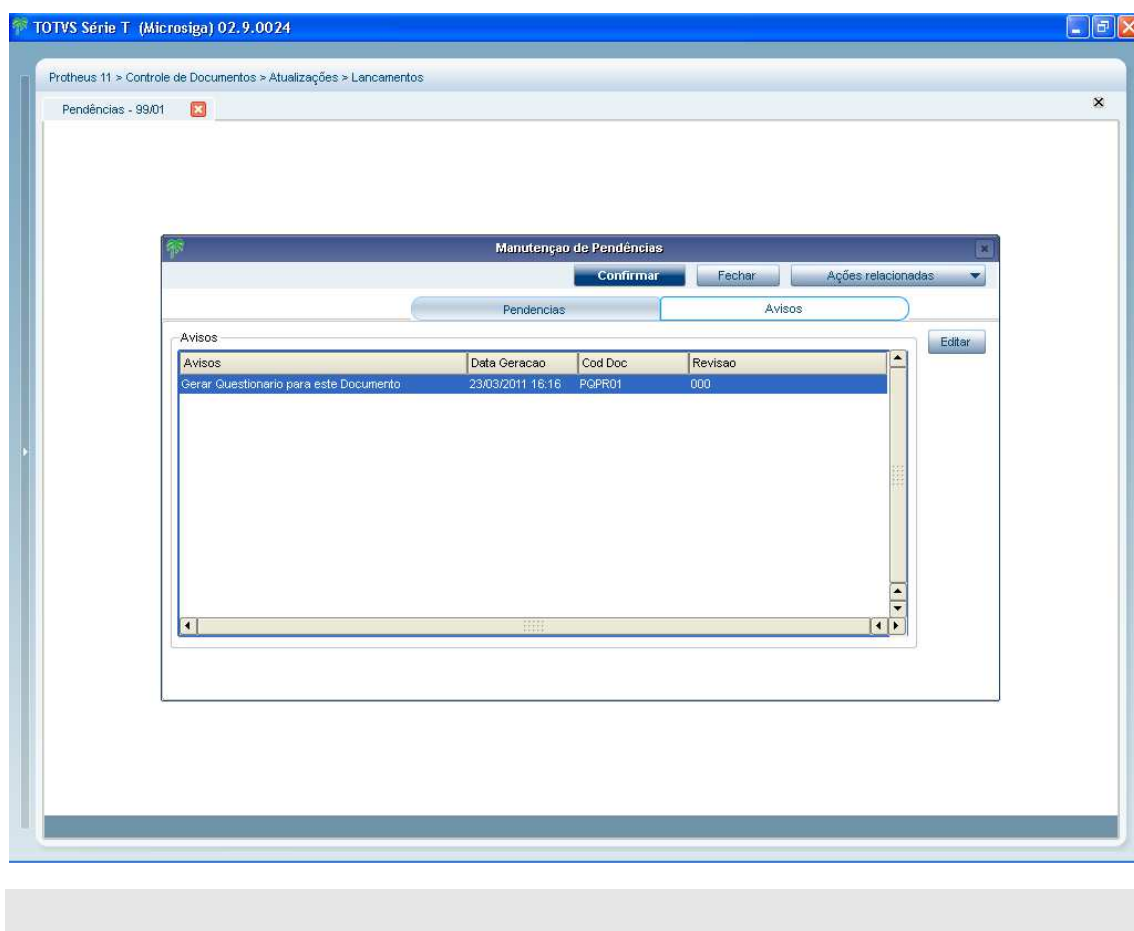 TOTVS Série T (Microsiga) 02.9.0024
Protheus 11 > Controle de Documentos > Atualizações > Lancamentos
Pendências - 99/01
Manutençao de Pendências
Confirmar Fechar Ações relacionadas
Pendencias Avisos
Avisos Editar
Avisos Data Geracao Cod Doc Revisao
Gerar Questionario para este Documento 23/03/2011 16:16 PQPR01 000